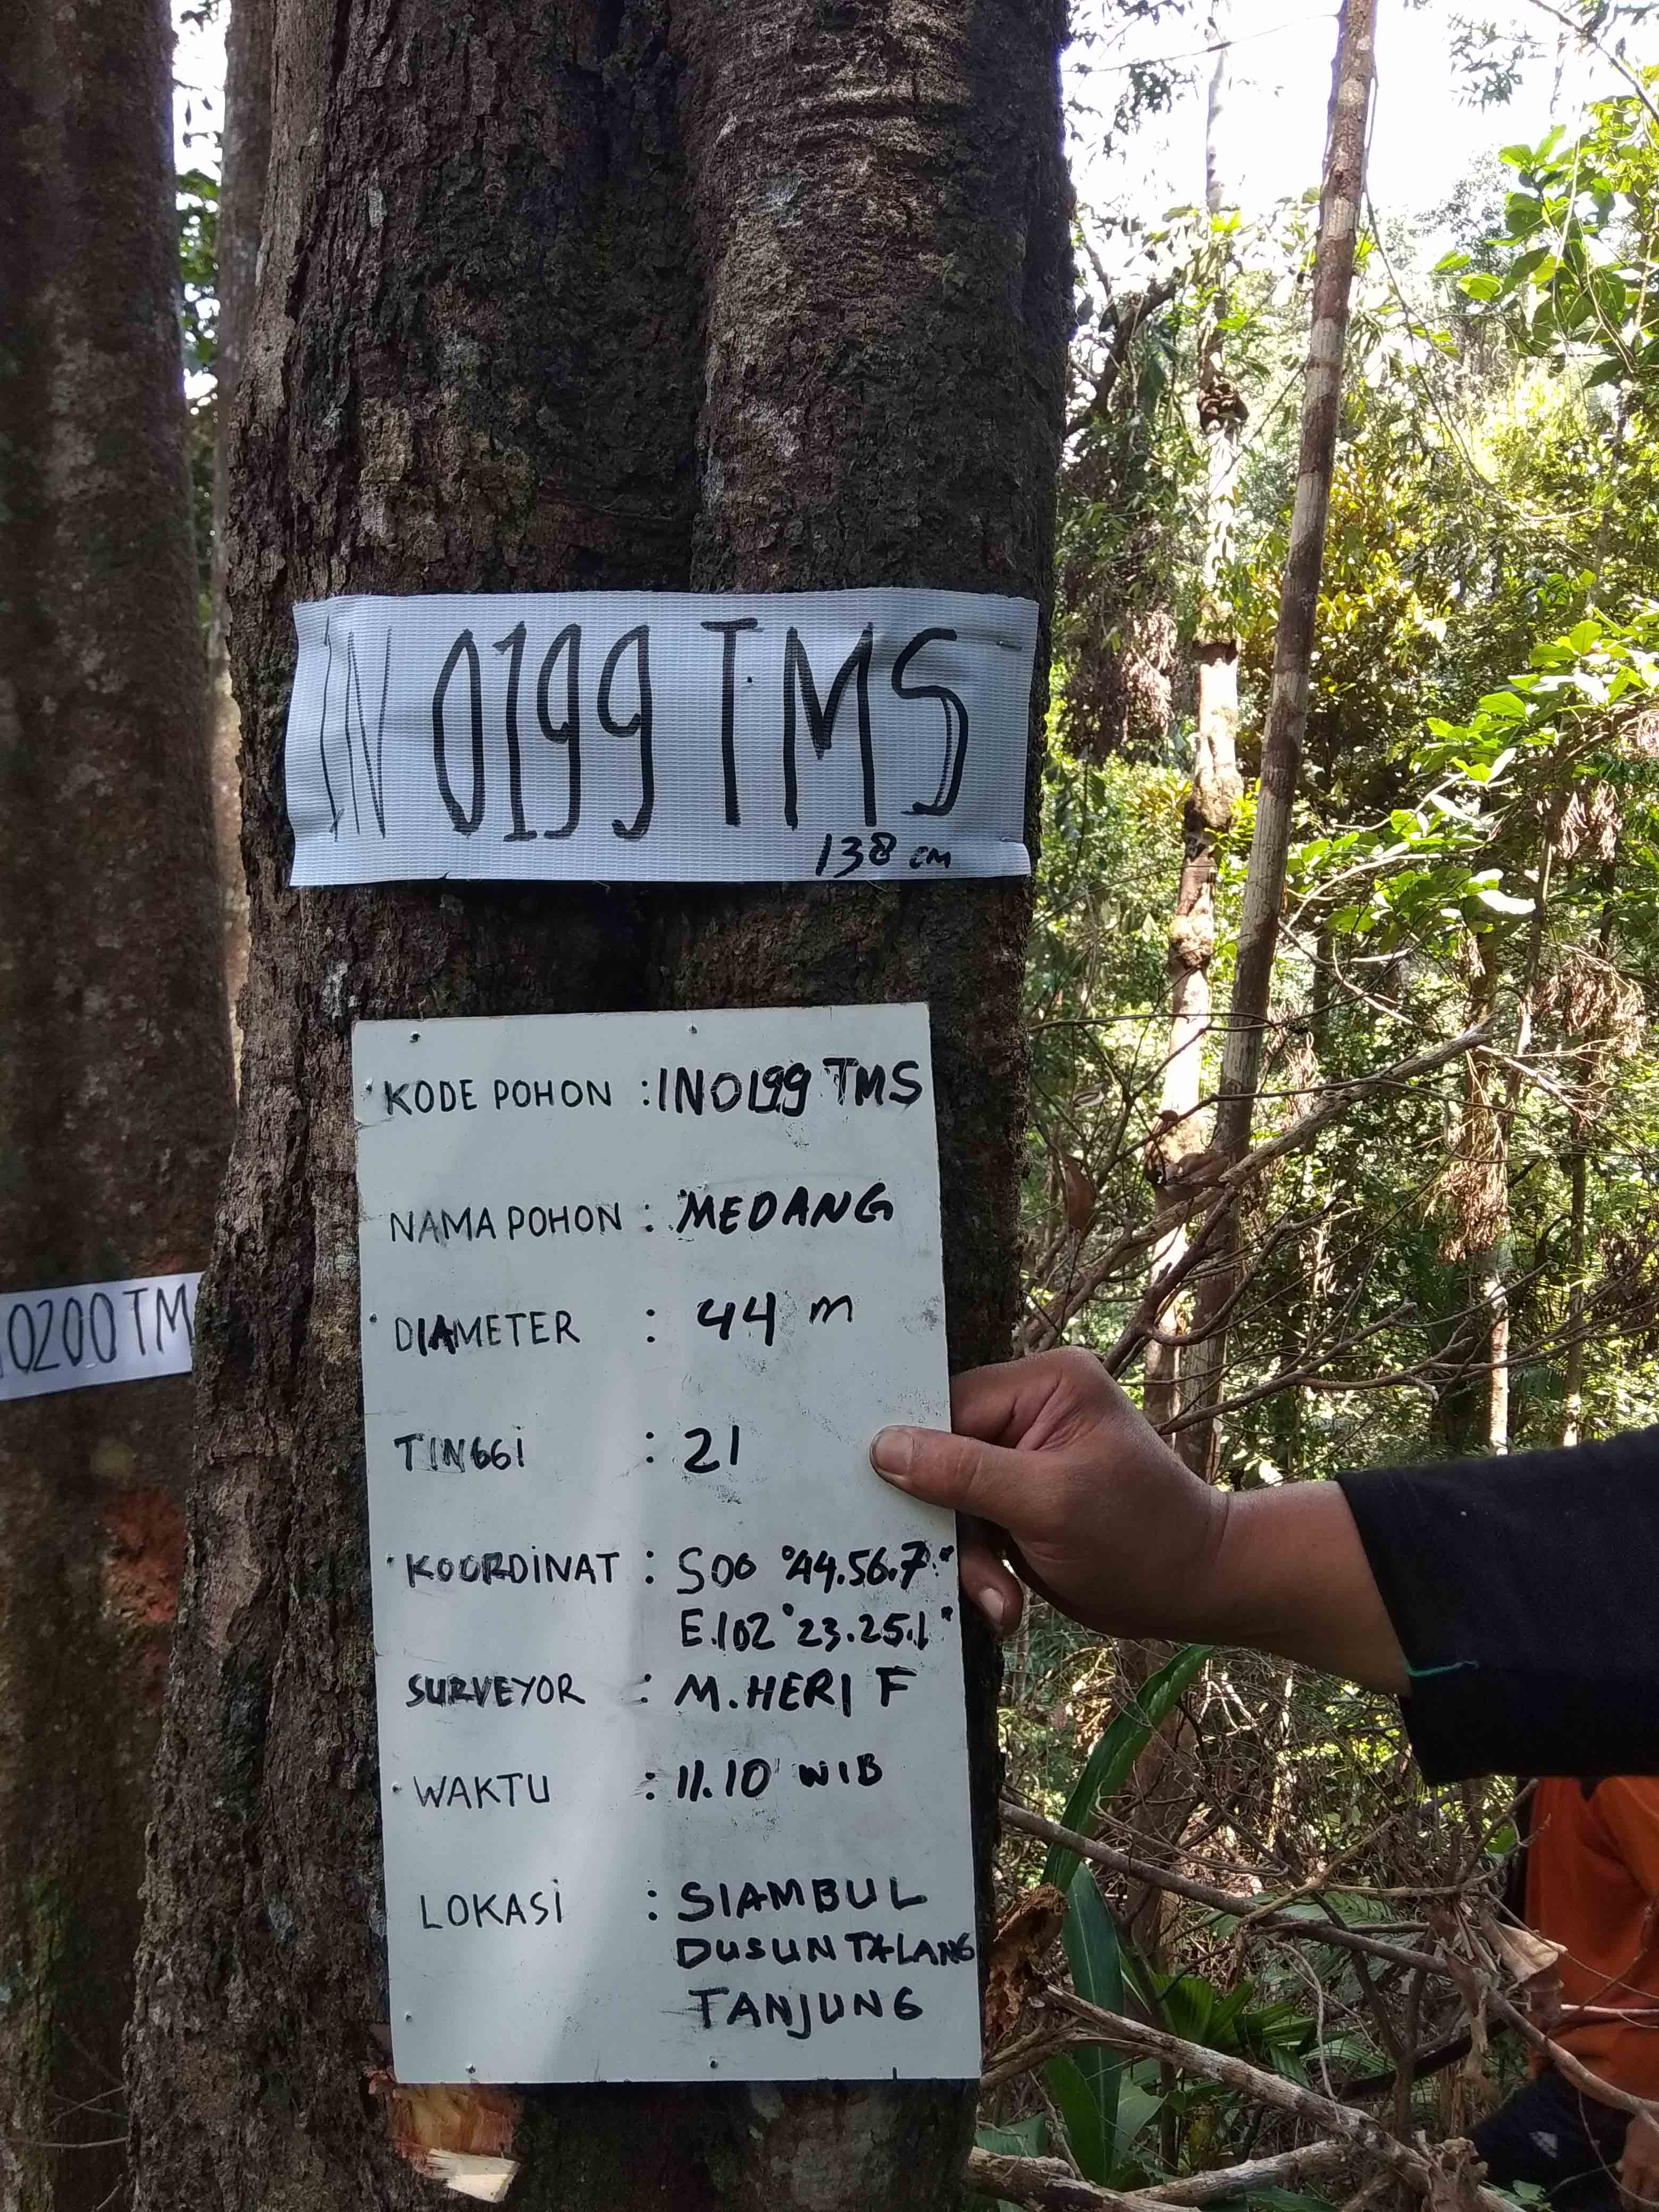 IN 0199 TMS
138 cm
KODE POHON : IN0199 TMS
NAMA POHON : MEDANG
DIAMETER : 44 m
TINGGI : 21
KOORDINAT : S00 °44.56.7"
E.102°23.25.1"
SURVEYOR : M. HERI F
WAKTU : 11.10 WIB
LOKASI : SIAMBUL
DUSUN TALANG
TANJUNG
0200 TM